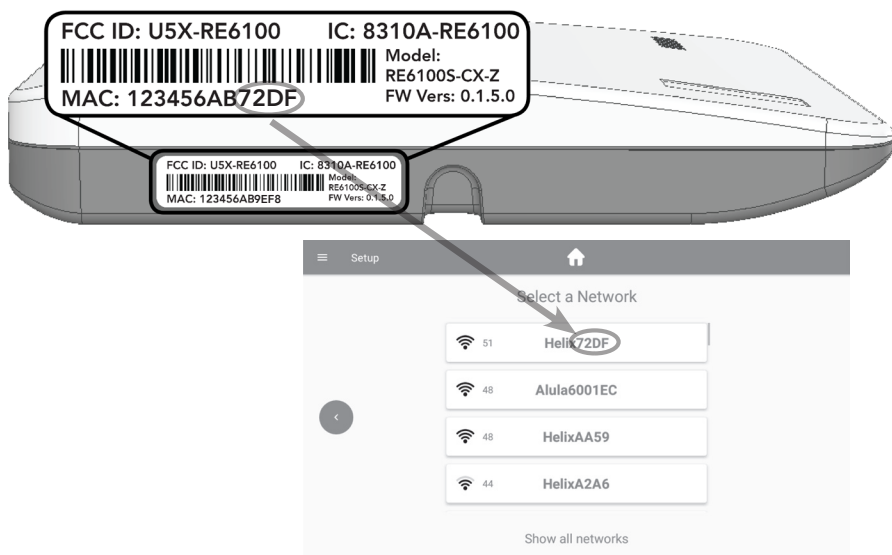 FCC ID: U5X-RE6100 IC: 8310A-RE6100
Model:
RE6100S-CX-Z
MAC: 123456AB72DF FW Vers: 0.1.5.0
FCC ID: U5X-RE6100 IC: 8310A-RE6100
Model:
RE6100S-CX-Z
MAC: 123456AB9EF8 FW Vers: 0.1.5.0
Setup
Select a Network
51 Helix72DF
48 Alula6001EC
48 HelixAA59
44 HelixA2A6
Show all networks